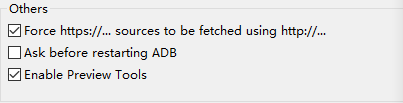 Others
Force https://... sources to be fetched using http://...
Ask before restarting ADB
Enable Preview Tools